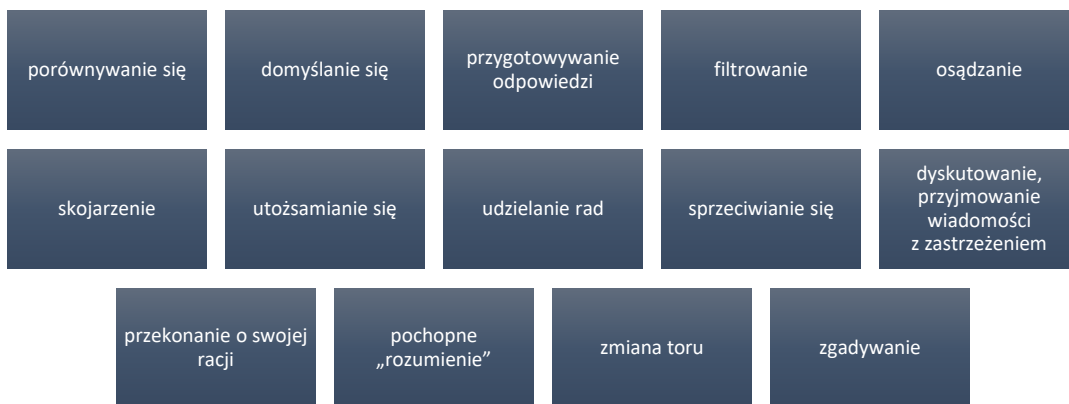 porównywanie się
domyślanie się
przygotowywanie
odpowiedzi
filtrowanie
osądzanie
skojarzenie
utożsamianie się
udzielanie rad
sprzeciwianie się
dyskutowanie,
przyjmowanie
wiadomości
z zastrzeżeniem
przekonanie o swojej
racji
pochopne
„rozumienie”
zmiana toru
zgadywanie